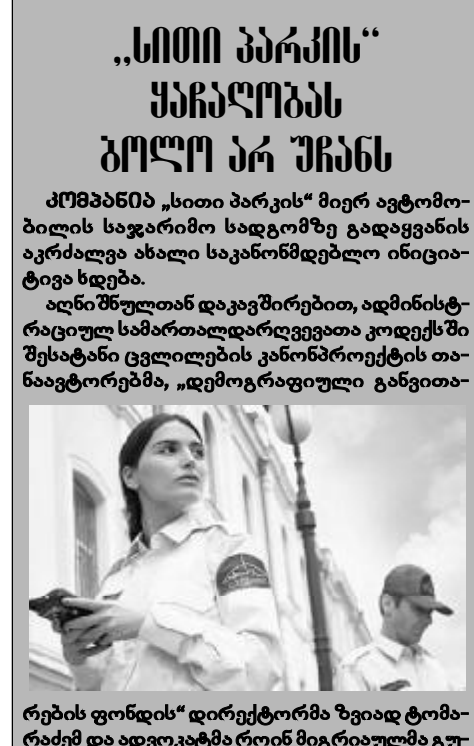 „სითი პარკის“
ყაჩაღობას
ბოლო არ უჩანს
კომპანია „სითი პარკის“ მიერ ავტომო-
ბილის საჯარიმო სადგომზე გადაყვანის
აკრძალვა ახალი საკანონმდებლო ინიცია-
ტივა ხდება.
აღნიშნულთან დაკავშირებით, ადმინისტ-
რაციულ სამართალდარღვევათა კოდექსში
შესატანი ცვლილების კანონპროექტის თა-
ნაავტორებმა, „დემოგრაფიული განვითა-
რების ფონდის“ დირექტორმა ზვიად ტომა-
რაძემ და ადვოკატმა როინ მიგრიაულმა გუ-